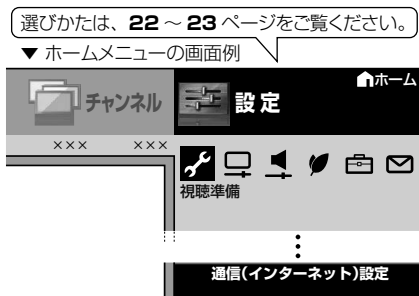 選びかたは、22 ~ 23 ページをご覧ください。
▼ ホームメニューの画面例
ホーム
チャンネル
設定
××× ×××
視聴準備
通信(インターネット)設定